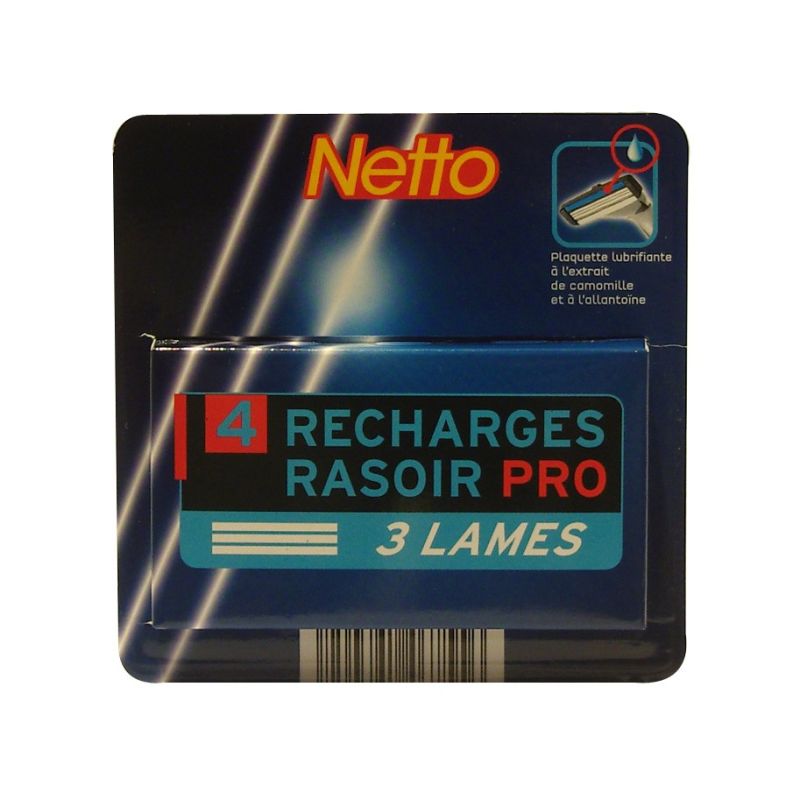 Netto
Plaquette lubrifiante
à l'extrait
de camomille
et à l'allantoïne
4 RECHARGES
RASOIR PRO
3 LAMES